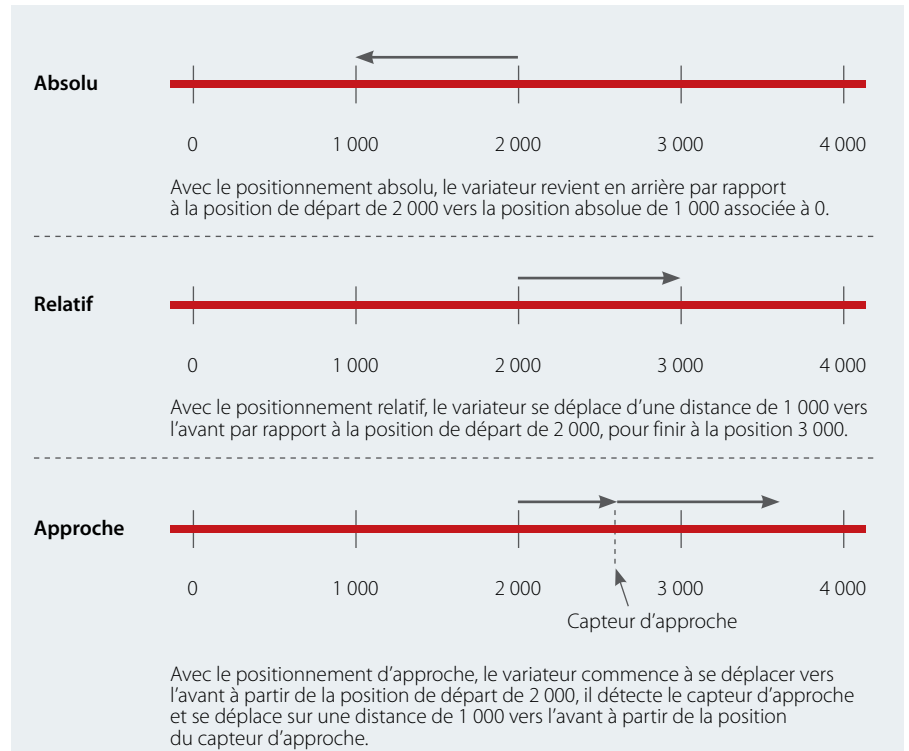 Absolu
0 1 000 2 000 3 000 4 000
Avec le positionnement absolu, le variateur revient en arrière par rapport
à la position de départ de 2 000 vers la position absolue de 1 000 associée à 0.
Relatif
0 1 000 2 000 3 000 4 000
Avec le positionnement relatif, le variateur se déplace d’une distance de 1 000 vers
l’avant par rapport à la position de départ de 2 000, pour finir à la position 3 000.
Approche
0 1 000 2 000 3 000 4 000
Capteur d’approche
Avec le positionnement d’approche, le variateur commence à se déplacer vers
l’avant à partir de la position de départ de 2 000, il détecte le capteur d’approche
et se déplace sur une distance de 1 000 vers l’avant à partir de la position
du capteur d’approche.